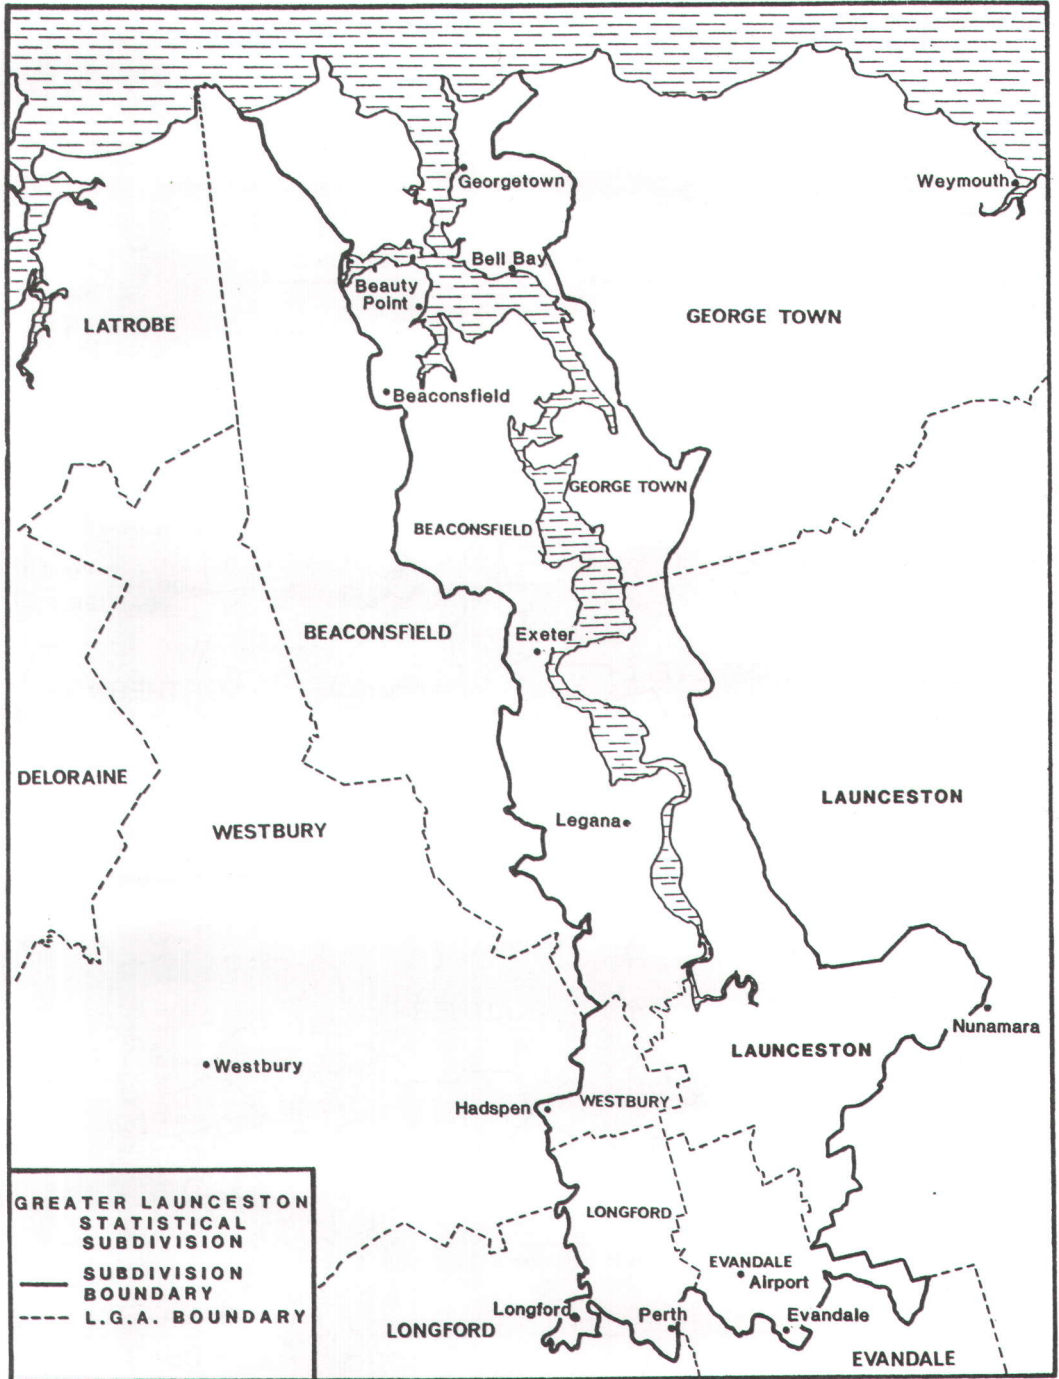 Georgetown
Weymouth
Bell Bay
Beauty
Point
LATROBE
GEORGE TOWN
Beaconsfield
GEORGE TOWN
BEACONSFIELD
BEACONSFIELD
Exeter
DELORAINE
WESTBURY
LAUNCESTON
Legana
Nunamara
LAUNCESTON
Westbury
Hadspen
WESTBURY
LONGFORD
EVANDALE
Airport
Longford
Perth
Evandale
LONGFORD
EVANDALE
GREATER LAUNCESTON
STATISTICAL
SUBDIVISION
SUBDIVISION
BOUNDARY
L.G.A. BOUNDARY